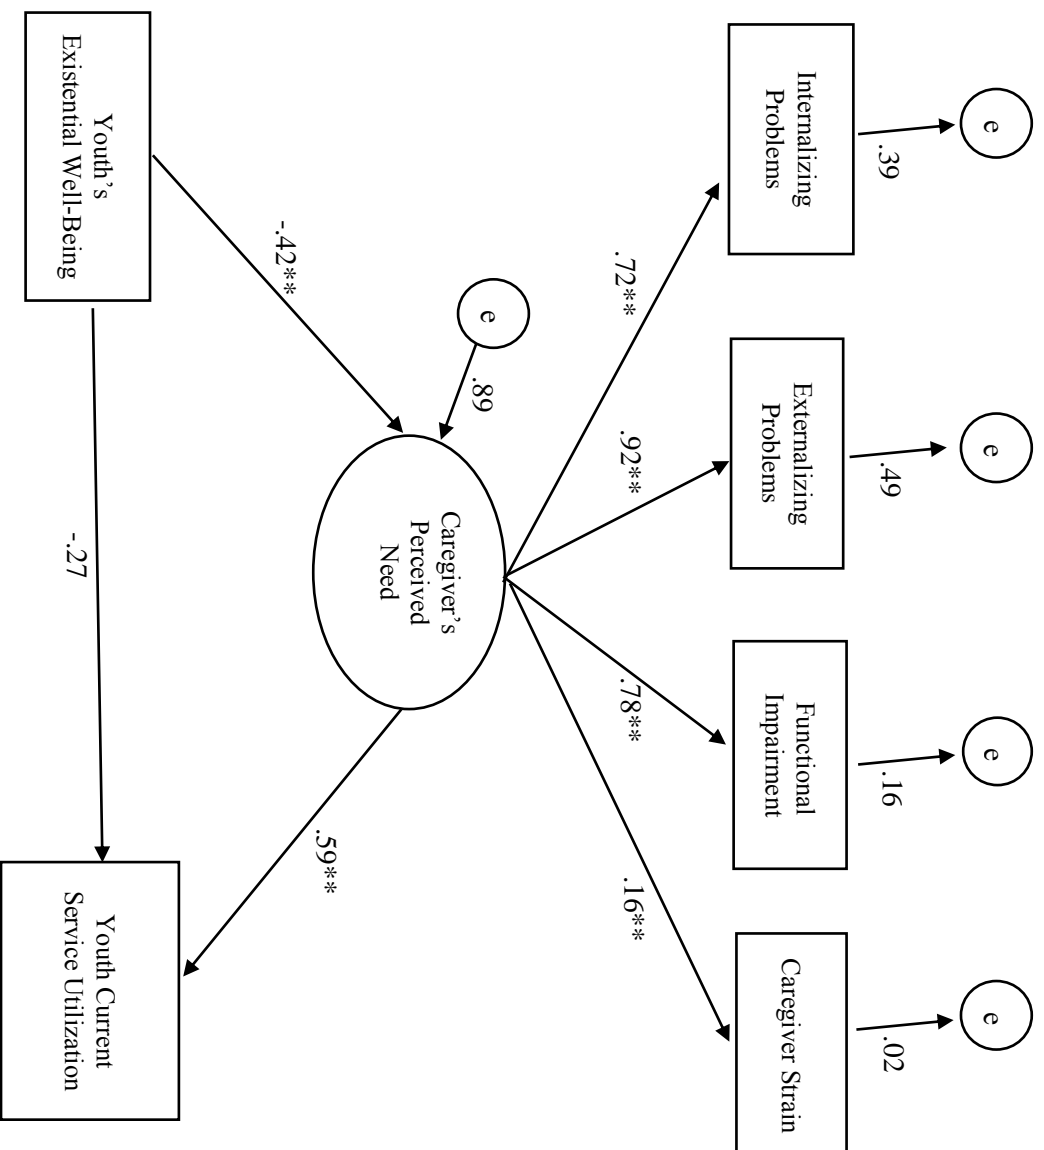 e
e
e
e
.39
.49
.16
.02
Internalizing
Problems
Externalizing
Problems
Functional
Impairment
Caregiver Strain
.72**
.92**
.78**
.16**
e
.89
Caregiver's
Perceived
Need
-.42**
.59**
Youth's
Existential Well-Being
-.27
Youth Current
Service Utilization